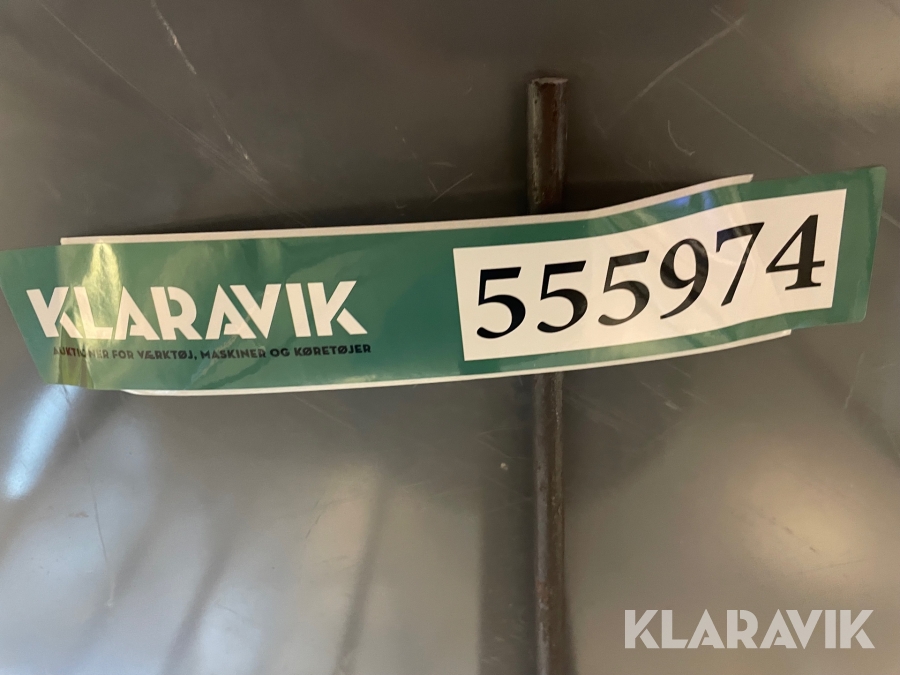 KLARAVIK
AUKTIONER FOR VÆRKTØJ, MASKINER OG KØRETØJER
555974
KLARAVIK